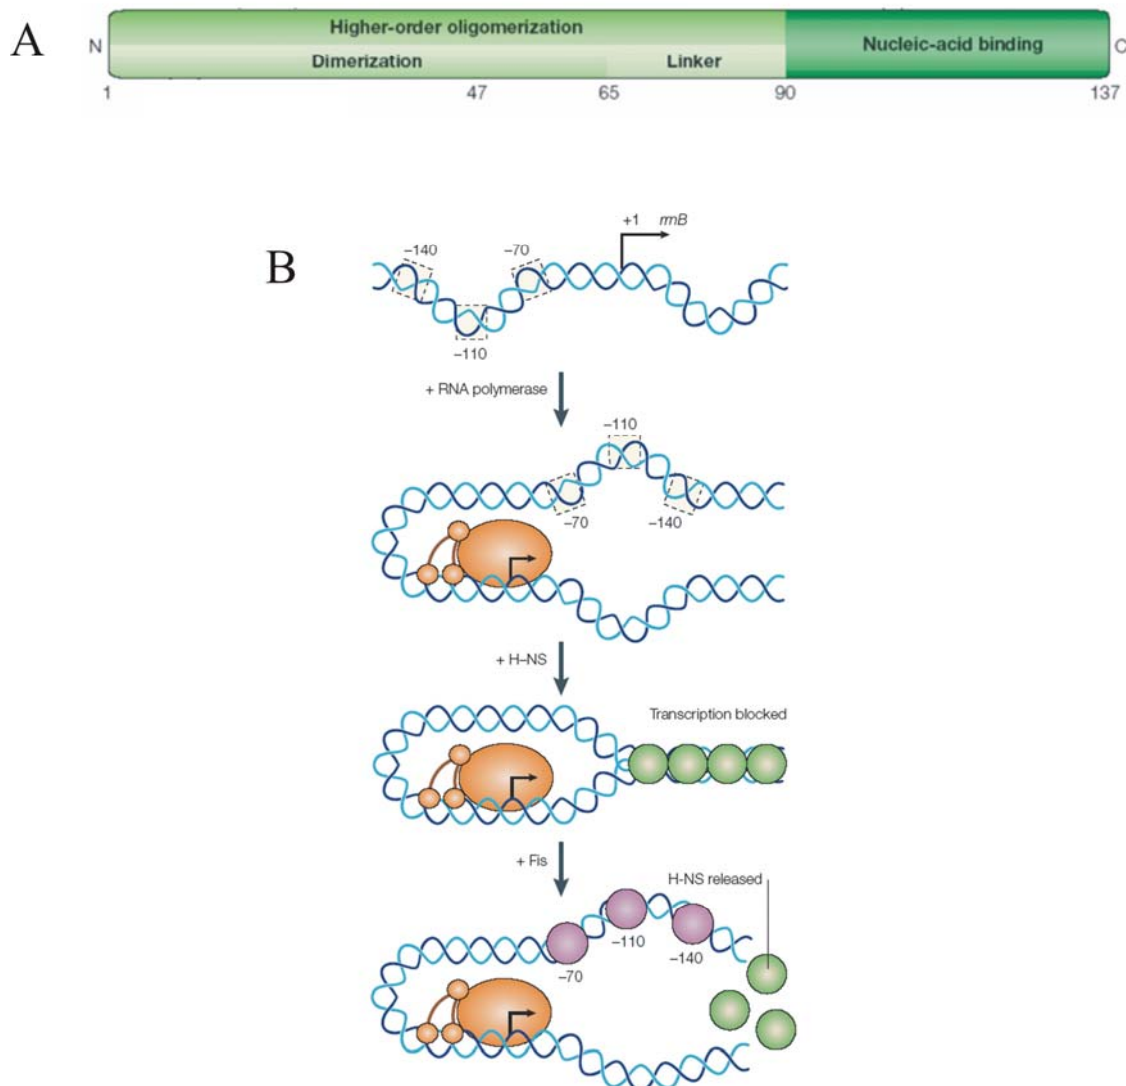 A
Higher-order oligomerization
N
Nucleic-acid binding
C
Dimerization
Linker
1
47
65
90
137
B
+1 rrnB
–140
–70
–110
+ RNA polymerase
–110
–70
–140
+ H–NS
Transcription blocked
+ Fis
H-NS released
–110
–140
–70